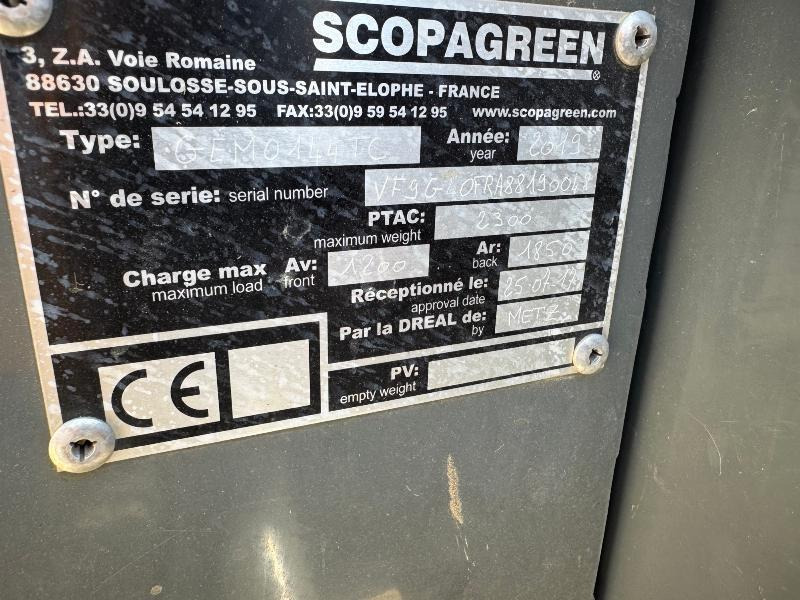 SCOPAGREEN®
3, Z.A. Voie Romaine
88630 SOULOSSE-SOUS-SAINT-ELOPHE - FRANCE
TEL.:33(0)9 54 54 12 95 FAX:33(0)9 59 54 12 95 www.scopagreen.com
Type: Année: 2019
year
N° de serie: serial number
PTAC: 2300
maximum weight
Charge max Av: 1200 Ar: 1850
maximum load front back
Réceptionné le:
approval date
Par la DREAL de: METZ
by
CE
PV:
empty weight